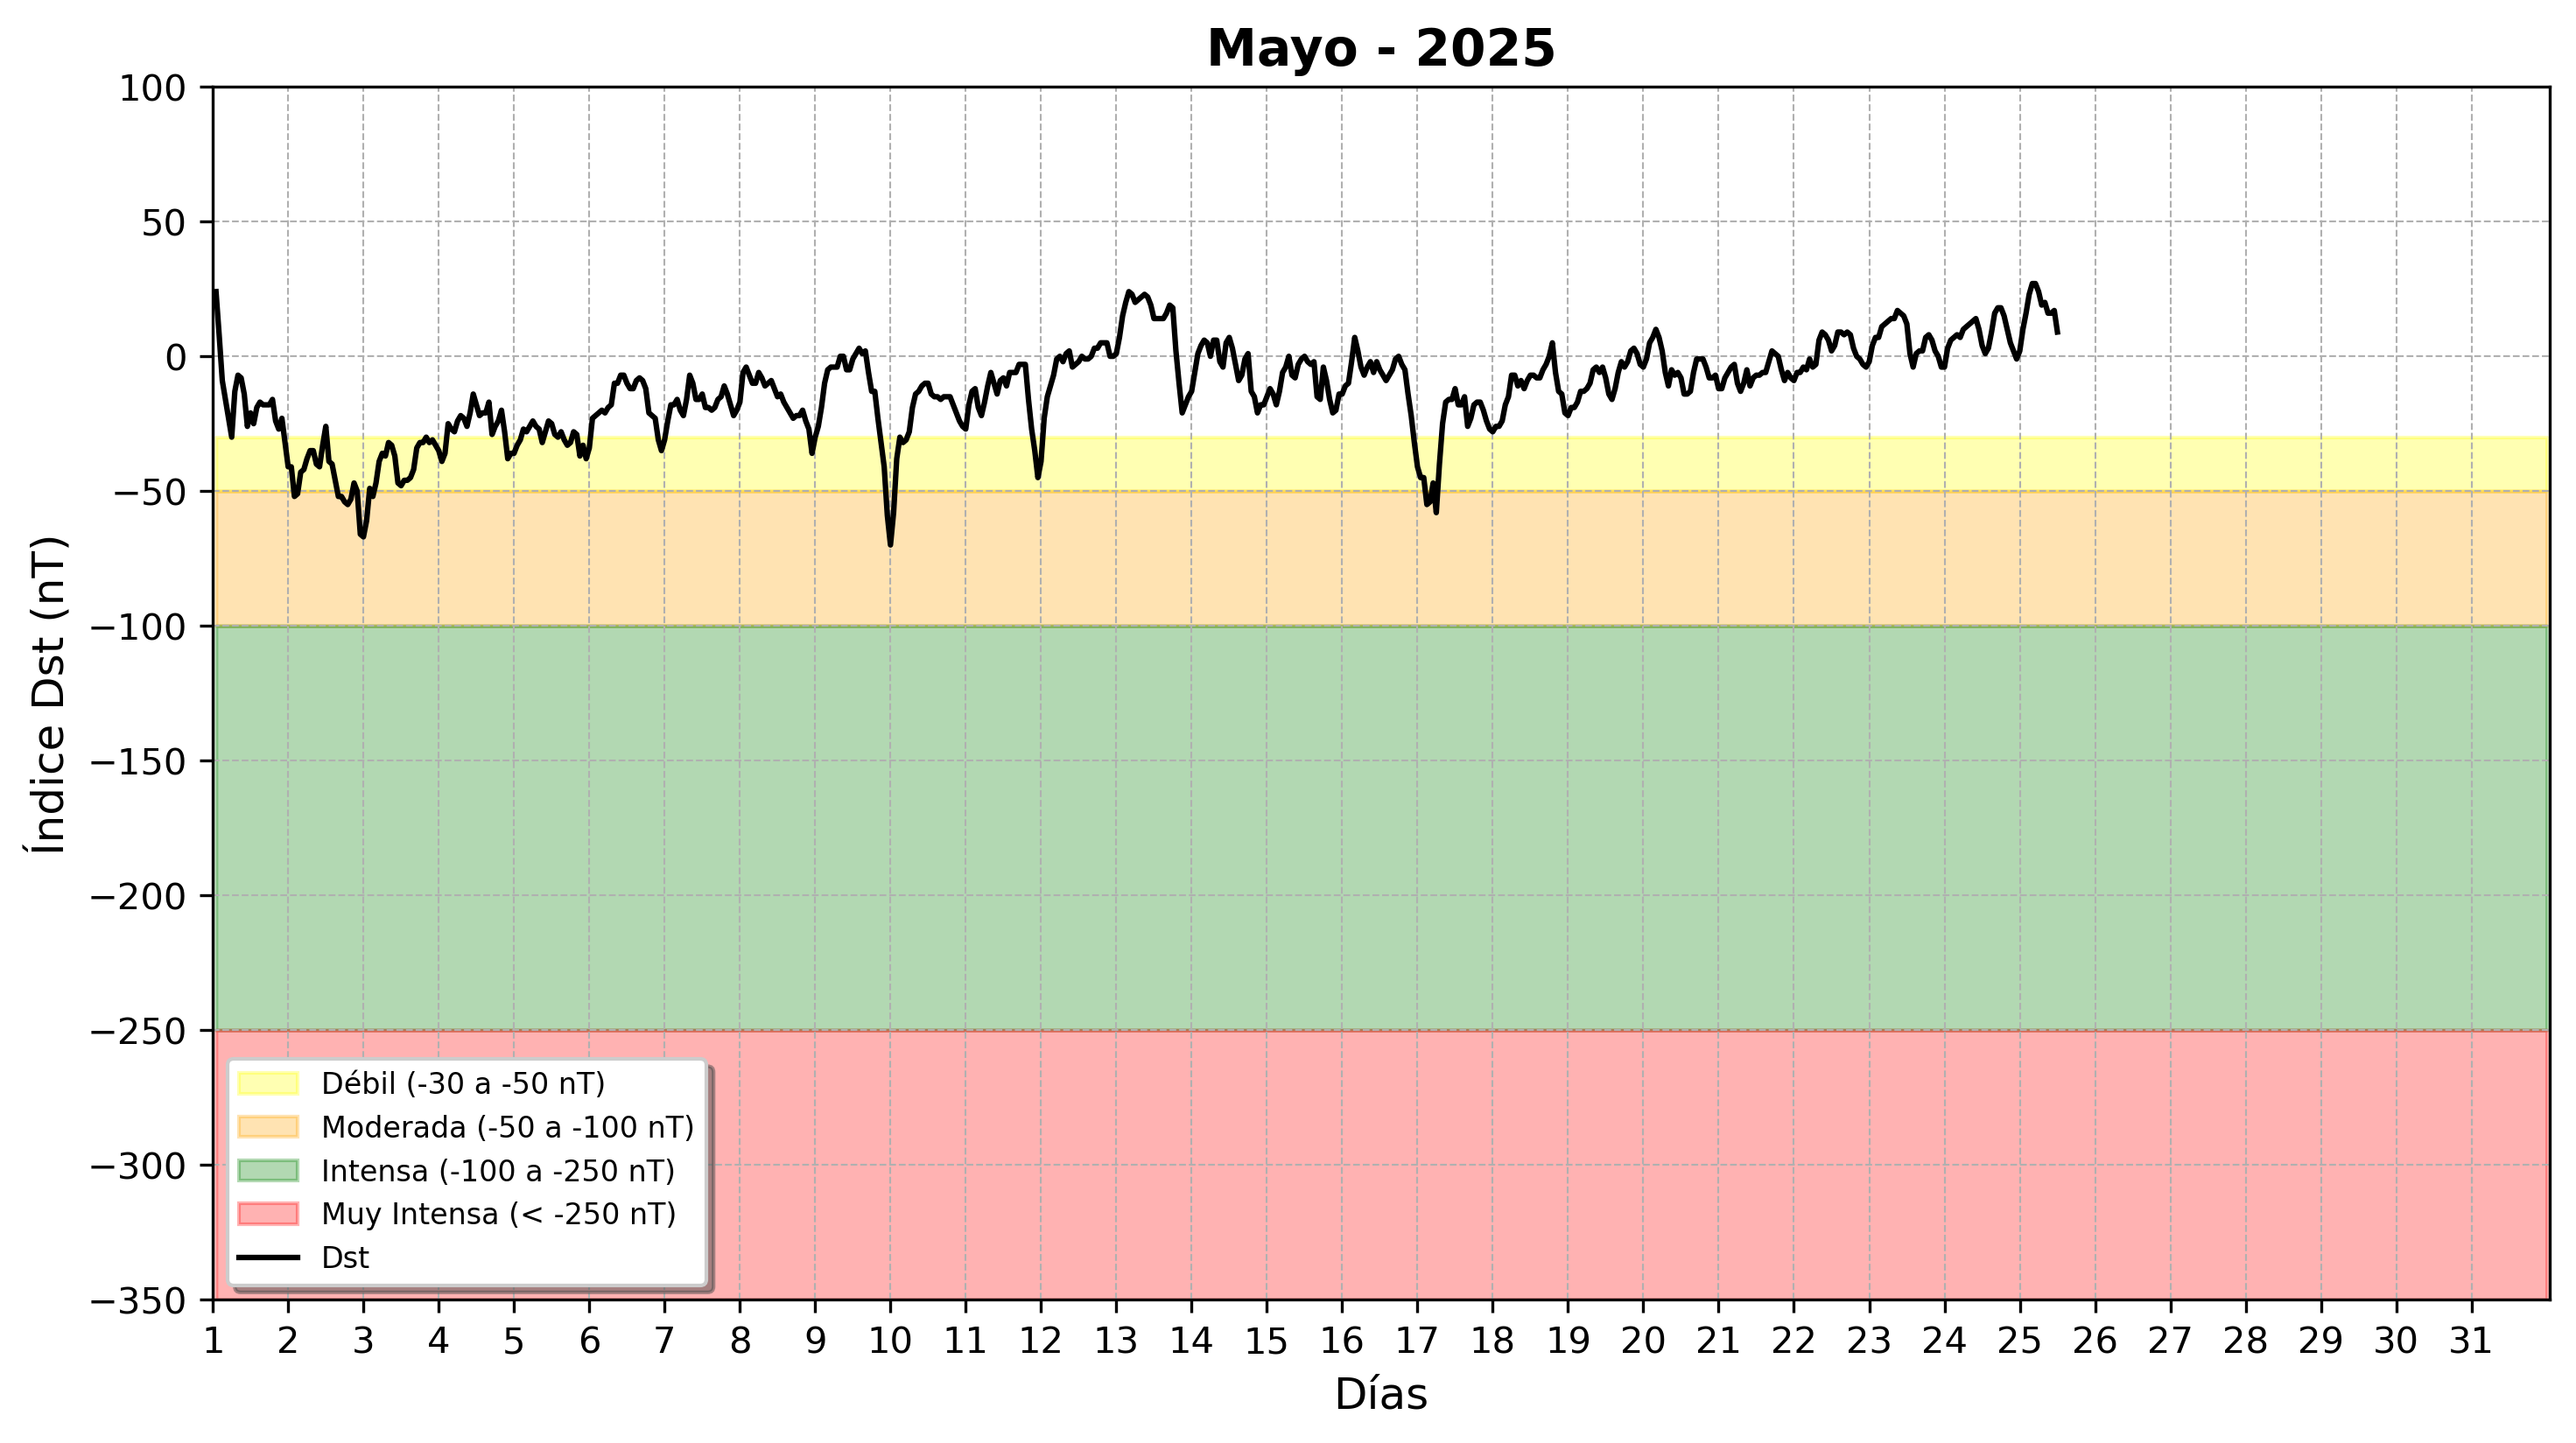 Mayo - 2025
100
50
0
−50
−100
−150
−200
−250
−300
−350
Índice Dst (nT)
Débil (-30 a -50 nT)
Moderada (-50 a -100 nT)
Intensa (-100 a -250 nT)
Muy Intensa (< -250 nT)
Dst
1 2 3 4 5 6 7 8 9 10 11 12 13 14 15 16 17 18 19 20 21 22 23 24 25 26 27 28 29 30 31
Días